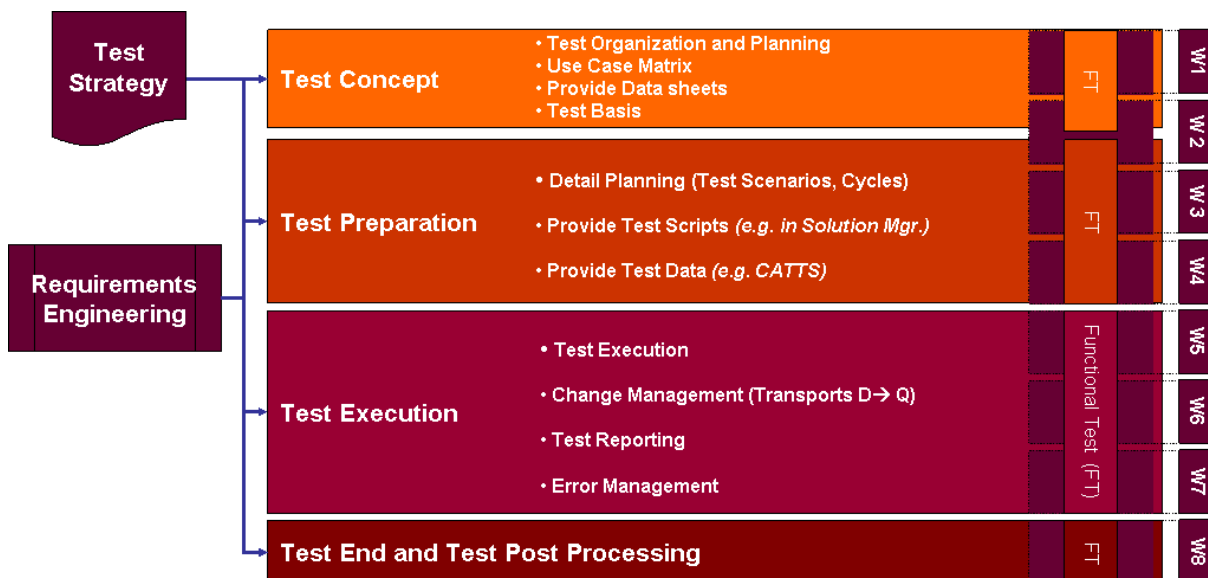 Test
Strategy
Requirements
Engineering
Test Concept
• Test Organization and Planning
• Use Case Matrix
• Provide Data sheets
• Test Basis
FT
Test Preparation
• Detail Planning (Test Scenarios, Cycles)
• Provide Test Scripts (e.g. in Solution Mgr.)
• Provide Test Data (e.g. CATTS)
FT
Test Execution
• Test Execution
• Change Management (Transports D→ Q)
• Test Reporting
• Error Management
Functional Test (FT)
Test End and Test Post Processing
FT
W1
W 2
W 3
W4
W5
W6
W7
W8